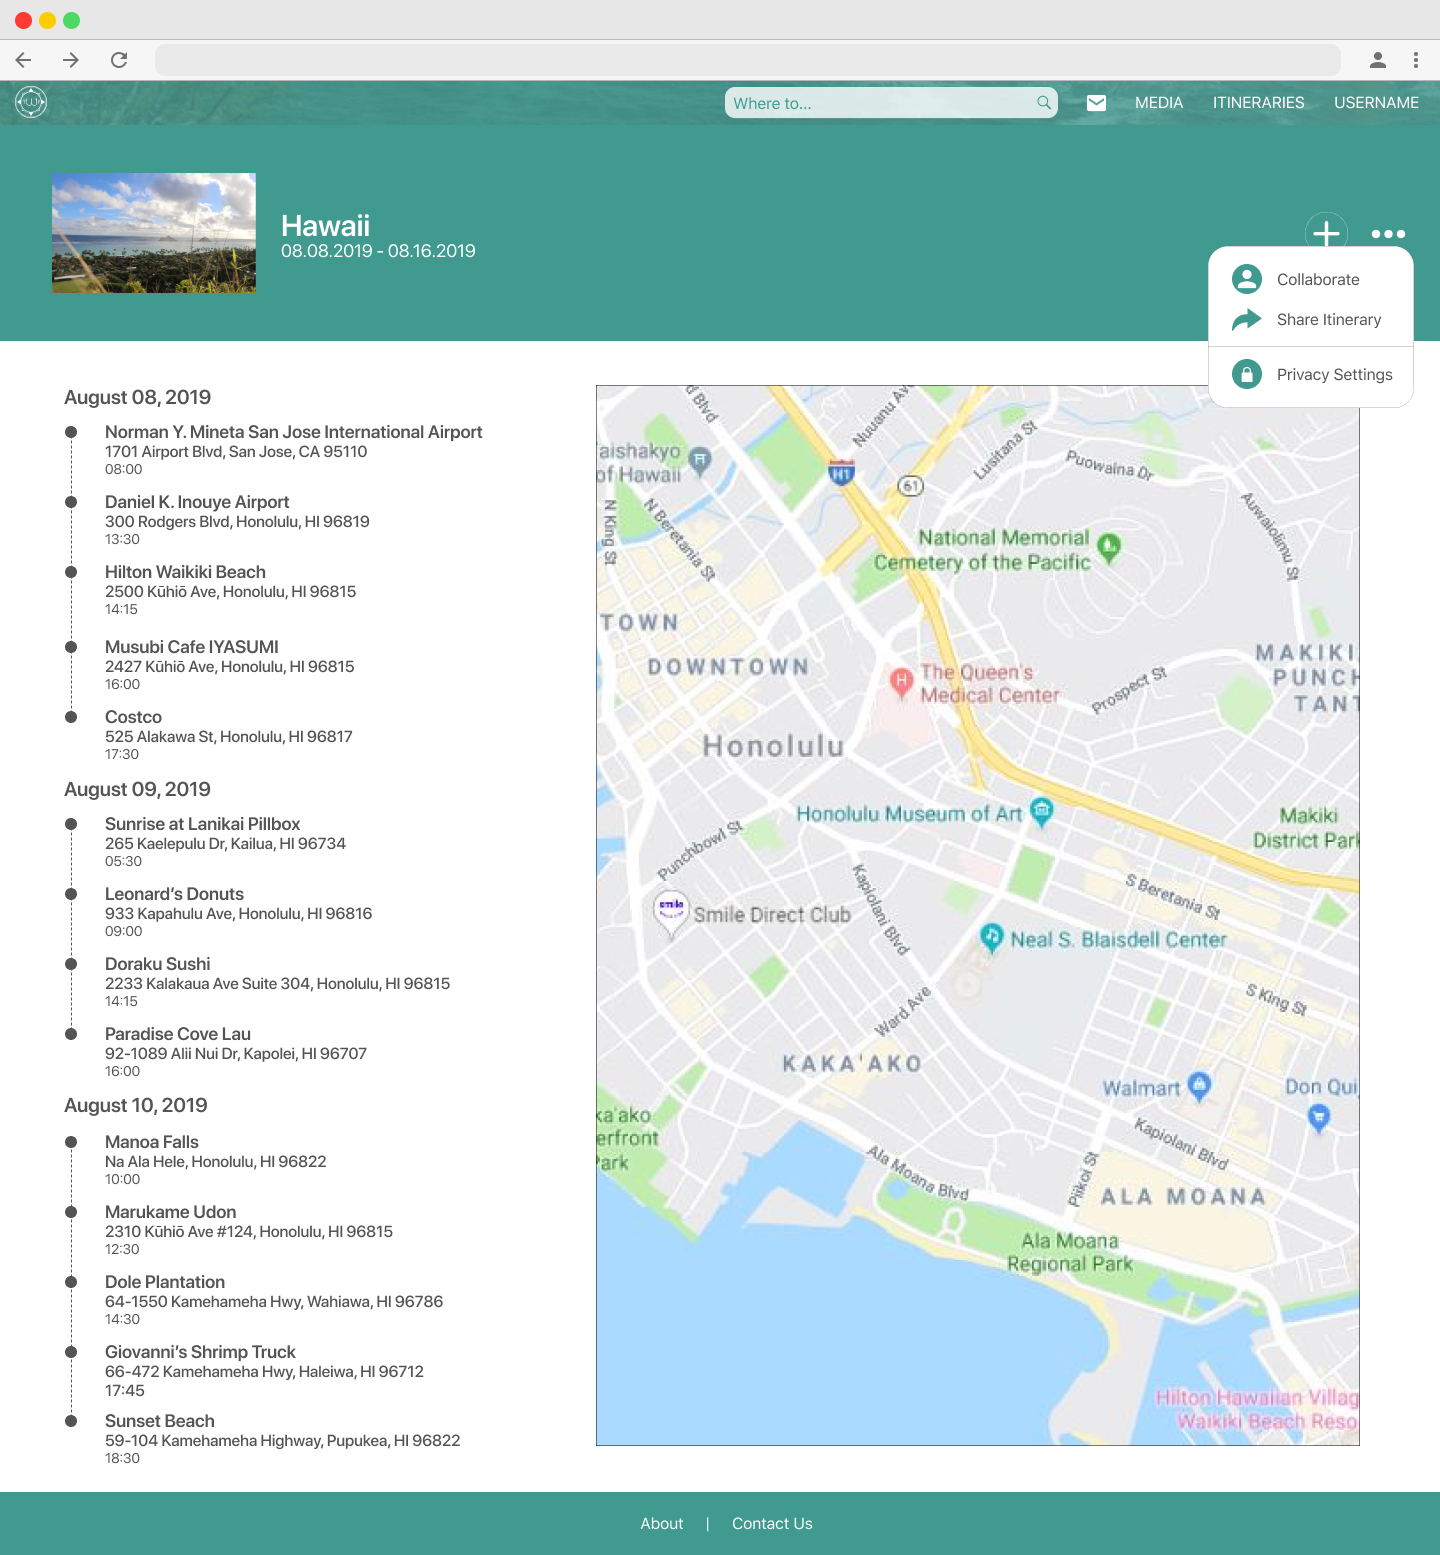 Where to...
MEDIA
ITINERARIES
USERNAME
Hawaii
08.08.2019 - 08.16.2019
Collaborate
Share Itinerary
Privacy Settings
August 08, 2019
Norman Y. Mineta San Jose International Airport
1701 Airport Blvd, San Jose, CA 95110
08:00
Daniel K. Inouye Airport
300 Rodgers Blvd, Honolulu, HI 96819
13:30
Hilton Waikiki Beach
2500 Kūhiō Ave, Honolulu, HI 96815
14:15
Musubi Cafe IYASUMI
2427 Kūhiō Ave, Honolulu, HI 96815
16:00
Costco
525 Alakawa St, Honolulu, HI 96817
17:30
August 09, 2019
Sunrise at Lanikai Pillbox
265 Kaelepulu Dr, Kailua, HI 96734
05:30
Leonard's Donuts
933 Kapahulu Ave, Honolulu, HI 96816
09:00
Doraku Sushi
2233 Kalakaua Ave Suite 304, Honolulu, HI 96815
14:15
Paradise Cove Lau
92-1089 Alii Nui Dr, Kapolei, HI 96707
16:00
August 10, 2019
Manoa Falls
Na Ala Hele, Honolulu, HI 96822
10:00
Marukame Udon
2310 Kūhiō Ave #124, Honolulu, HI 96815
12:30
Dole Plantation
64-1550 Kamehameha Hwy, Wahiawa, HI 96786
14:30
Giovanni's Shrimp Truck
66-472 Kamehameha Hwy, Haleiwa, HI 96712
17:45
Sunset Beach
59-104 Kamehameha Highway, Pupukea, HI 96822
18:30
d Blvd
Nuuanu Av
Lusitana St
Puowaina Dr
aishakyo
of Hawaii
H1
61
N King St
N Beretania St
Auwaiolimu St
National Memorial
Cemetery of the Pacific
TOWN
DOWNTOWN
MAKIKI
PUNCH
TANT
The Queen's
Medical Center
Prospect St
Honolulu
Honolulu Museum of Art
Makiki
District Park
Punchbowl St
Kapiolani Blvd
S Beretania St
smile
Smile Direct Club
Neal S. Blaisdell Center
S King St
Ward Ave
KAKA'AKO
Walmart
Don Qui
ka'ako
erfront
Park
Kapiolani Blvd
Ala Moana Blvd
Piikoi St
ALA MOANA
Ala Moana
Regional Park
Hilton Hawaiian Villag
Waikiki Beach Reso
About | Contact Us